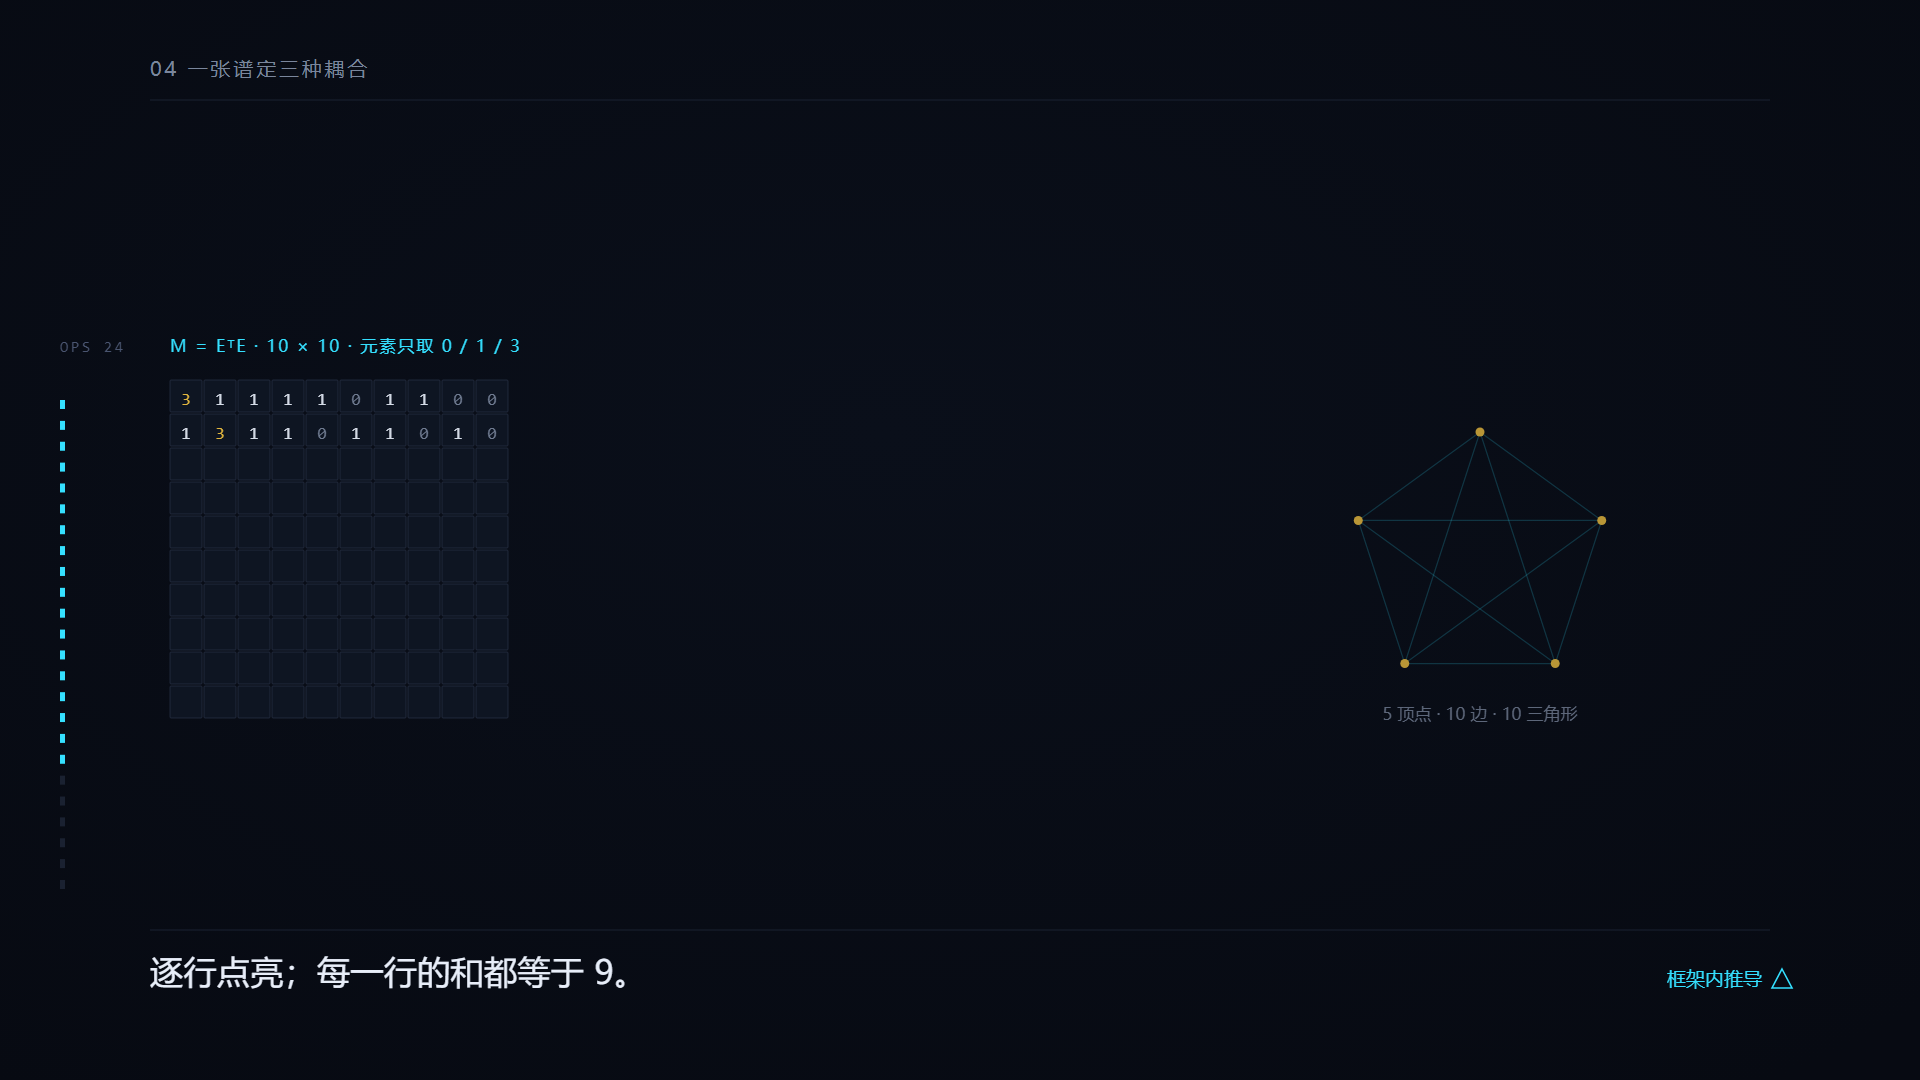 04 一张谱定三种耦合
OPS 24
M = EᵀE · 10 × 10 · 元素只取 0 / 1 / 3
3 1 1 1 1 0 1 1 0 0
1 3 1 1 0 1 1 0 1 0
5 顶点 · 10 边 · 10 三角形
逐行点亮；每一行的和都等于 9。
框架内推导 △